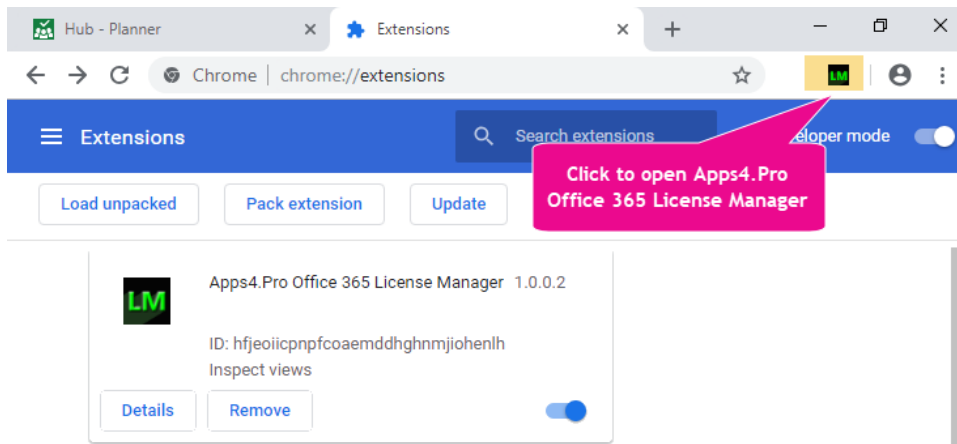 Hub - Planner
Extensions
Chrome | chrome://extensions
LM
Extensions
Search extensions
eloper mode
Click to open Apps4.Pro
Office 365 License Manager
Load unpacked
Pack extension
Update
LM
Apps4.Pro Office 365 License Manager 1.0.0.2
ID: hfjeoiicpnpfcoaemddhghnmjiohenlh
Inspect views
Details
Remove